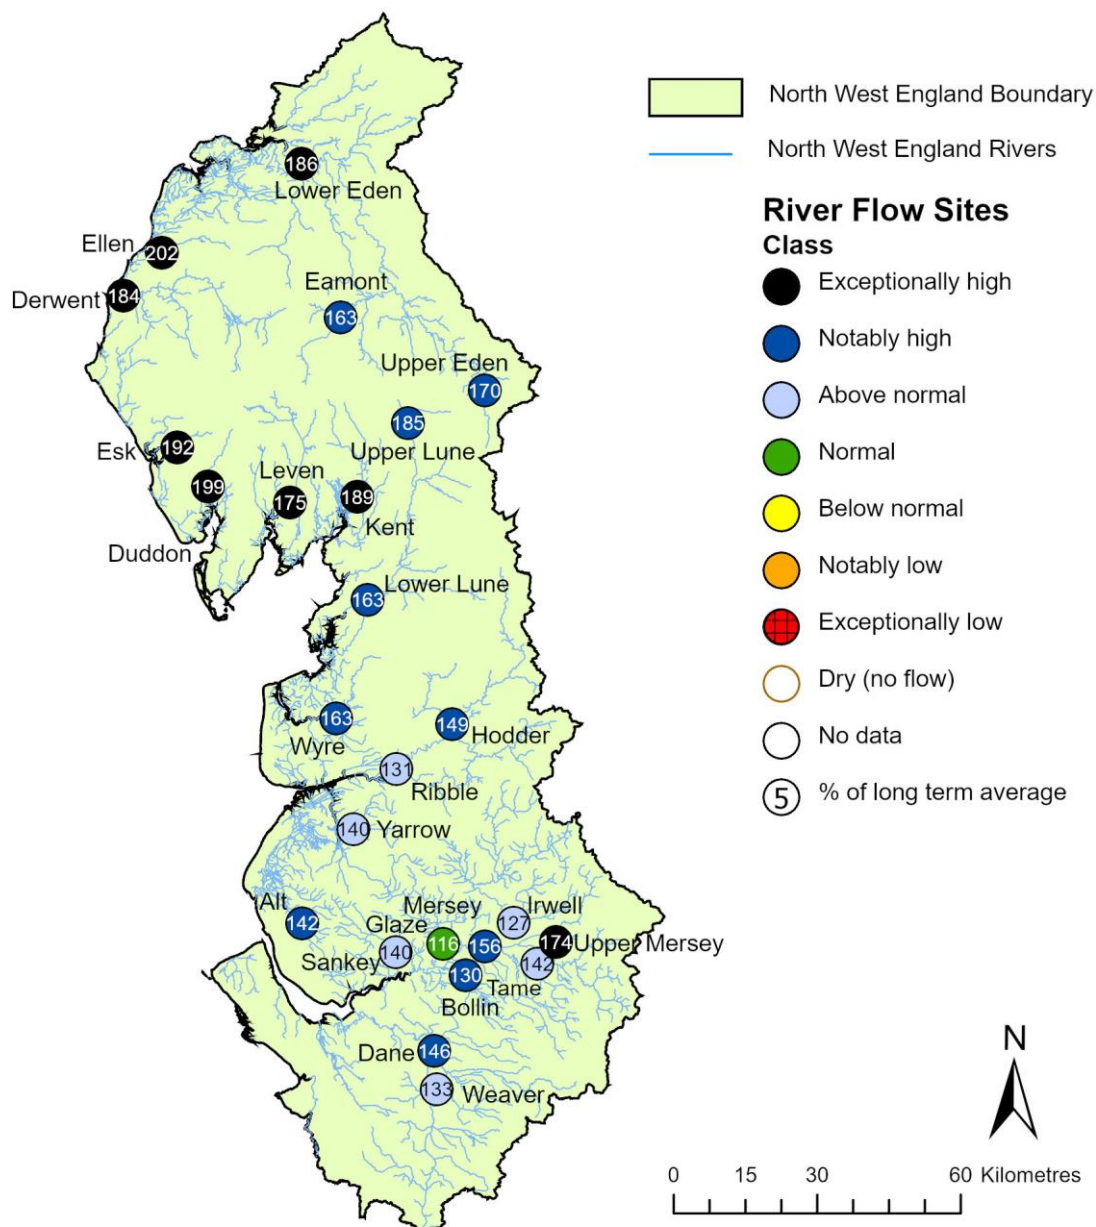 North West England Boundary
North West England Rivers
River Flow Sites
Class
Exceptionally high
Notably high
Above normal
Normal
Below normal
Notably low
Exceptionally low
Dry (no flow)
No data
5 % of long term average
186
Lower Eden
Ellen
202
Derwent 184
Eamont
163
Upper Eden
170
185
Upper Lune
Esk 192
199
Duddon
Leven
175
189
Kent
Lower Lune
163
163
Wyre
149
Hodder
131
Ribble
140 Yarrow
Alt
142
Mersey
Irwell
127
Glaze
116
156
174 Upper Mersey
Sankey 140
142
130
Tame
Bollin
Dane 146
133 Weaver
N
0 15 30 60 Kilometres